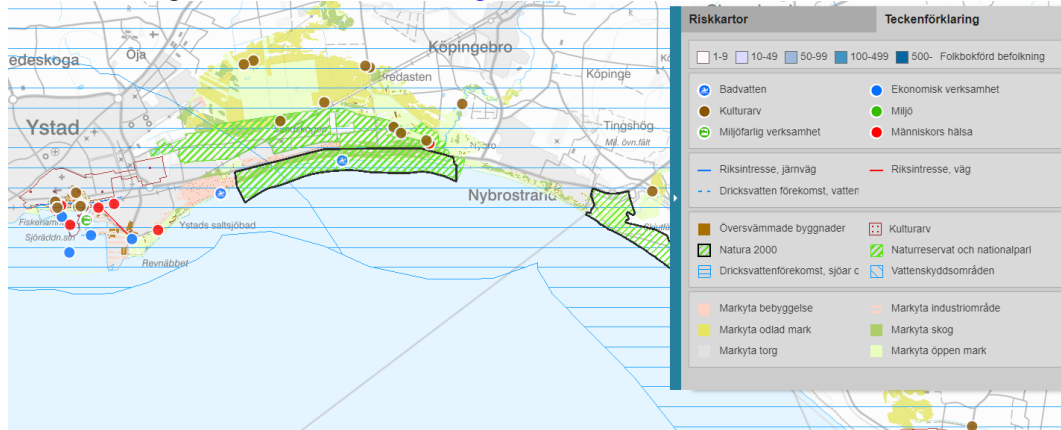 Riskkartor
Teckenförklaring
1-9 10-49 50-99 100-499 500- Folkbokförd befolkning
Badvatten
Ekonomisk verksamhet
Kulturarv
Miljö
Miljöfarlig verksamhet
Människors hälsa
Riksintresse, järnväg
Riksintresse, väg
Dricksvatten förekomst, vatten
Översvämmade byggnader
Kulturarv
Natura 2000
Naturreservat och nationalparl
Dricksvattenförekomst, sjöar c
Vattenskyddsområden
Markyta bebyggelse
Markyta industriområde
Markyta odlad mark
Markyta skog
Markyta torg
Markyta öppen mark
edeskoga
Öja
Köpingebro
Bredasten
Köpinge
Ystad
Tingshög
Mil. övn.fält
Nybrostrand
Ystads saltsjöbad
Sjöräddn.stn
Revnäbbet